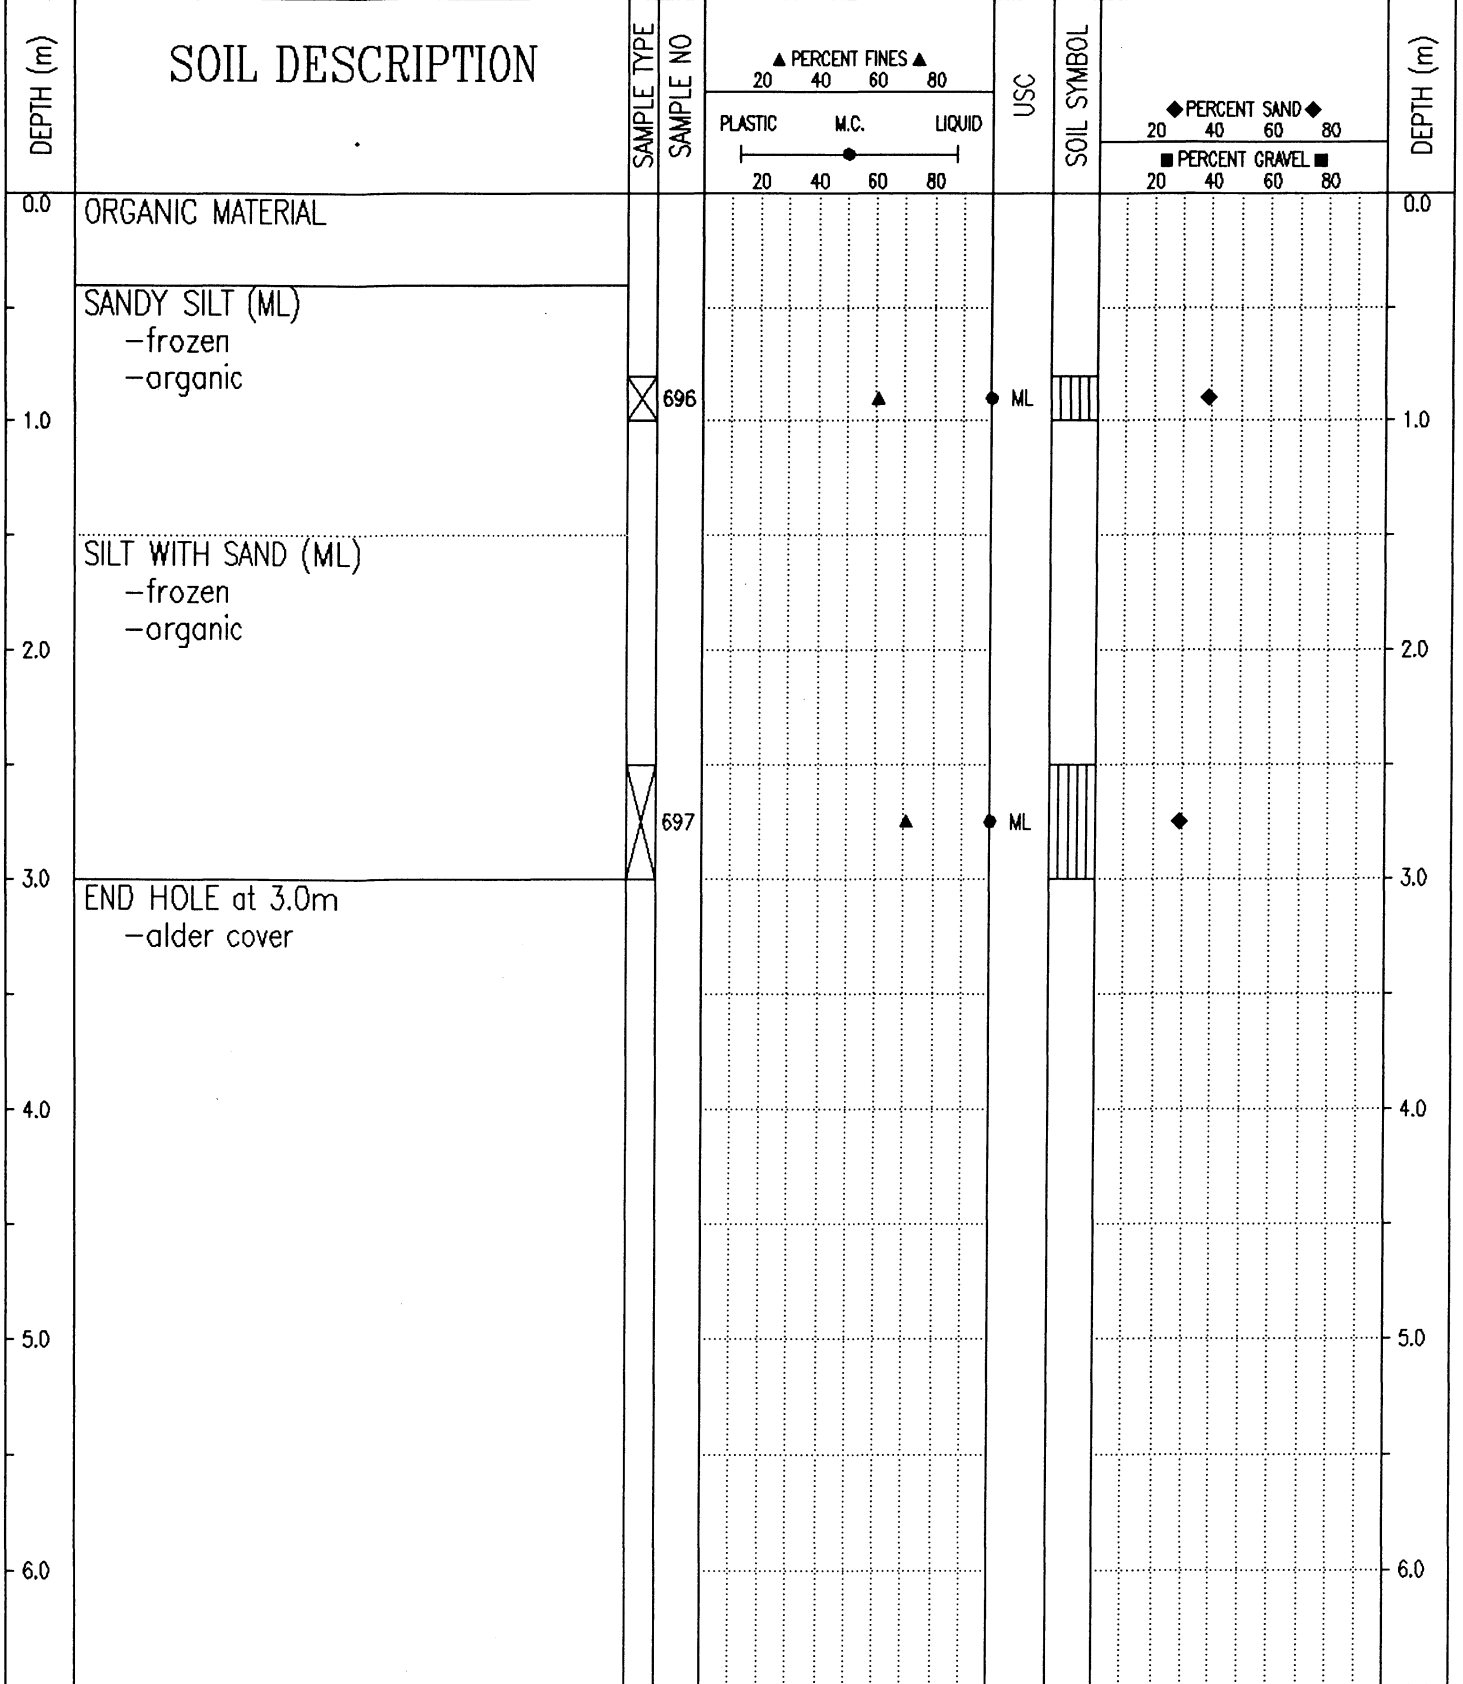 DEPTH (m)
SOIL DESCRIPTION
SAMPLE TYPE
SAMPLE NO
▲ PERCENT FINES ▲
20 40 60 80
PLASTIC M.C. LIQUID
20 40 60 80
USC
SOIL SYMBOL
◆ PERCENT SAND ◆
20 40 60 80
■ PERCENT GRAVEL ■
20 40 60 80
DEPTH (m)
0.0 ORGANIC MATERIAL 0.0
SANDY SILT (ML)
-frozen
-organic
696 ML
1.0 1.0
SILT WITH SAND (ML)
-frozen
-organic
2.0 2.0
697 ML
3.0 3.0
END HOLE at 3.0m
-alder cover
4.0 4.0
5.0 5.0
6.0 6.0